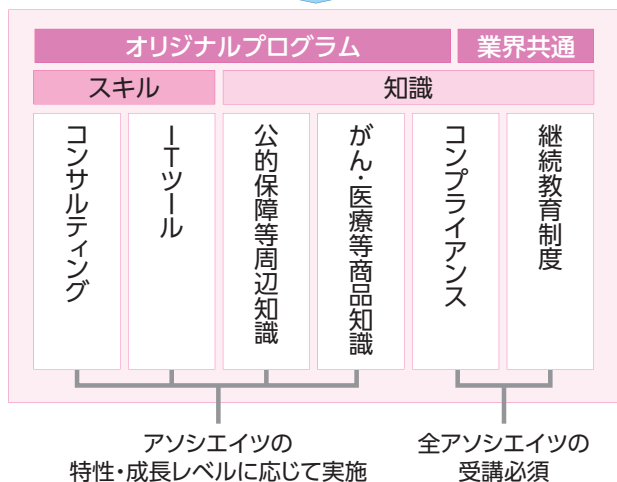 オリジナルプログラム
業界共通
スキル
知識
コンサルティング
ITツール
公的保障等周辺知識
がん・医療等商品知識
コンプライアンス
継続教育制度
アソシエイツの
特性・成長レベルに応じて実施
全アソシエイツの
受講必須